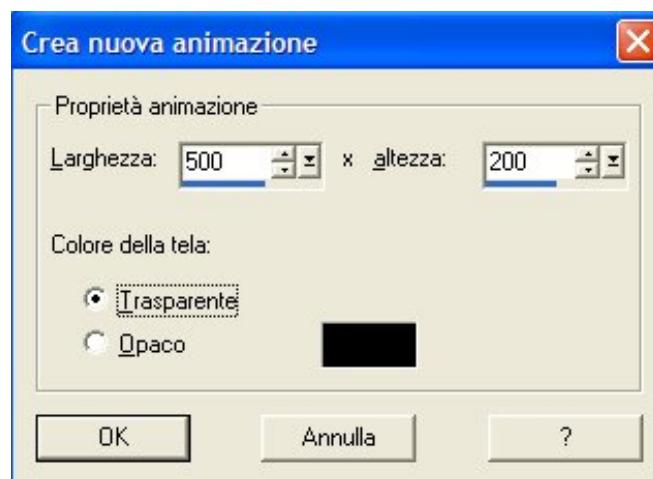 Crea nuova animazione
Proprietà animazione
Larghezza: 500 x altezza: 200
Colore della tela:
Trasparente
Opaco
OK Annulla ?